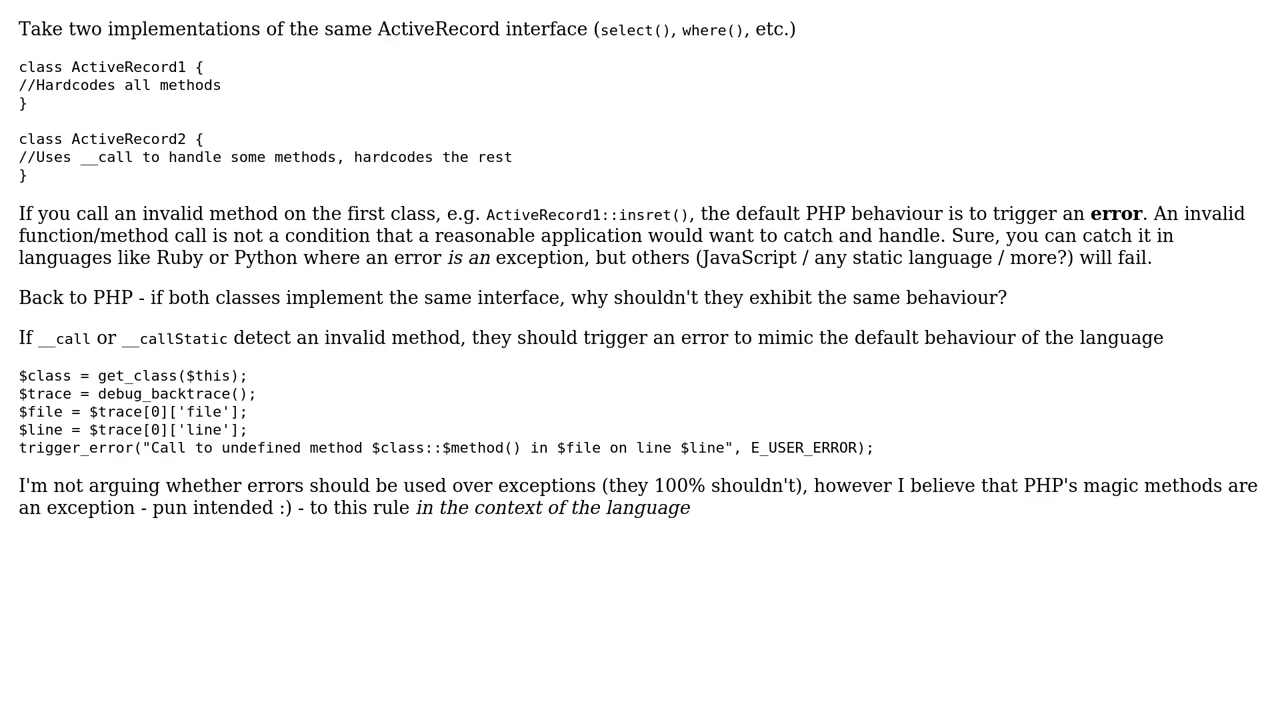 Take two implementations of the same ActiveRecord interface (select(), where(), etc.)
class ActiveRecord1 {
//Hardcodes all methods
}
class ActiveRecord2 {
//Uses __call to handle some methods, hardcodes the rest
}
If you call an invalid method on the first class, e.g. ActiveRecord1::insret(), the default PHP behaviour is to trigger an error. An invalid
function/method call is not a condition that a reasonable application would want to catch and handle. Sure, you can catch it in
languages like Ruby or Python where an error is an exception, but others (JavaScript / any static language / more?) will fail.
Back to PHP - if both classes implement the same interface, why shouldn't they exhibit the same behaviour?
If __call or __callStatic detect an invalid method, they should trigger an error to mimic the default behaviour of the language
$class = get_class($this);
$trace = debug_backtrace();
$file = $trace[0]['file'];
$line = $trace[0]['line'];
trigger_error("Call to undefined method $class::$method() in $file on line $line", E_USER_ERROR);
I'm not arguing whether errors should be used over exceptions (they 100% shouldn't), however I believe that PHP's magic methods are
an exception - pun intended :) - to this rule in the context of the language